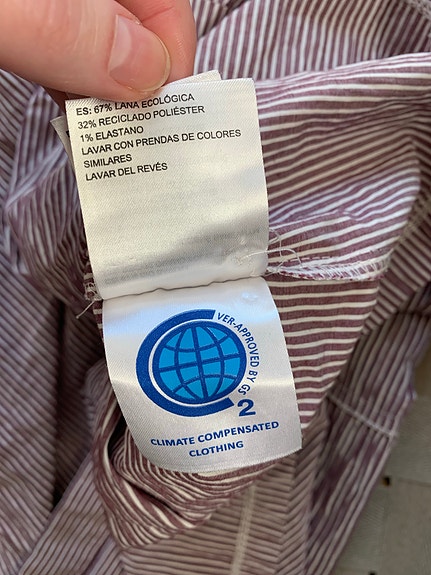 ES: 67% LANA ECOLÓGICA
32% RECICLADO POLIÉSTER
1% ELASTANO
LAVAR CON PRENDAS DE COLORES
SIMILARES
LAVAR DEL REVÉS
VER-APPROVED BY GS
2
CLIMATE COMPENSATED
CLOTHING